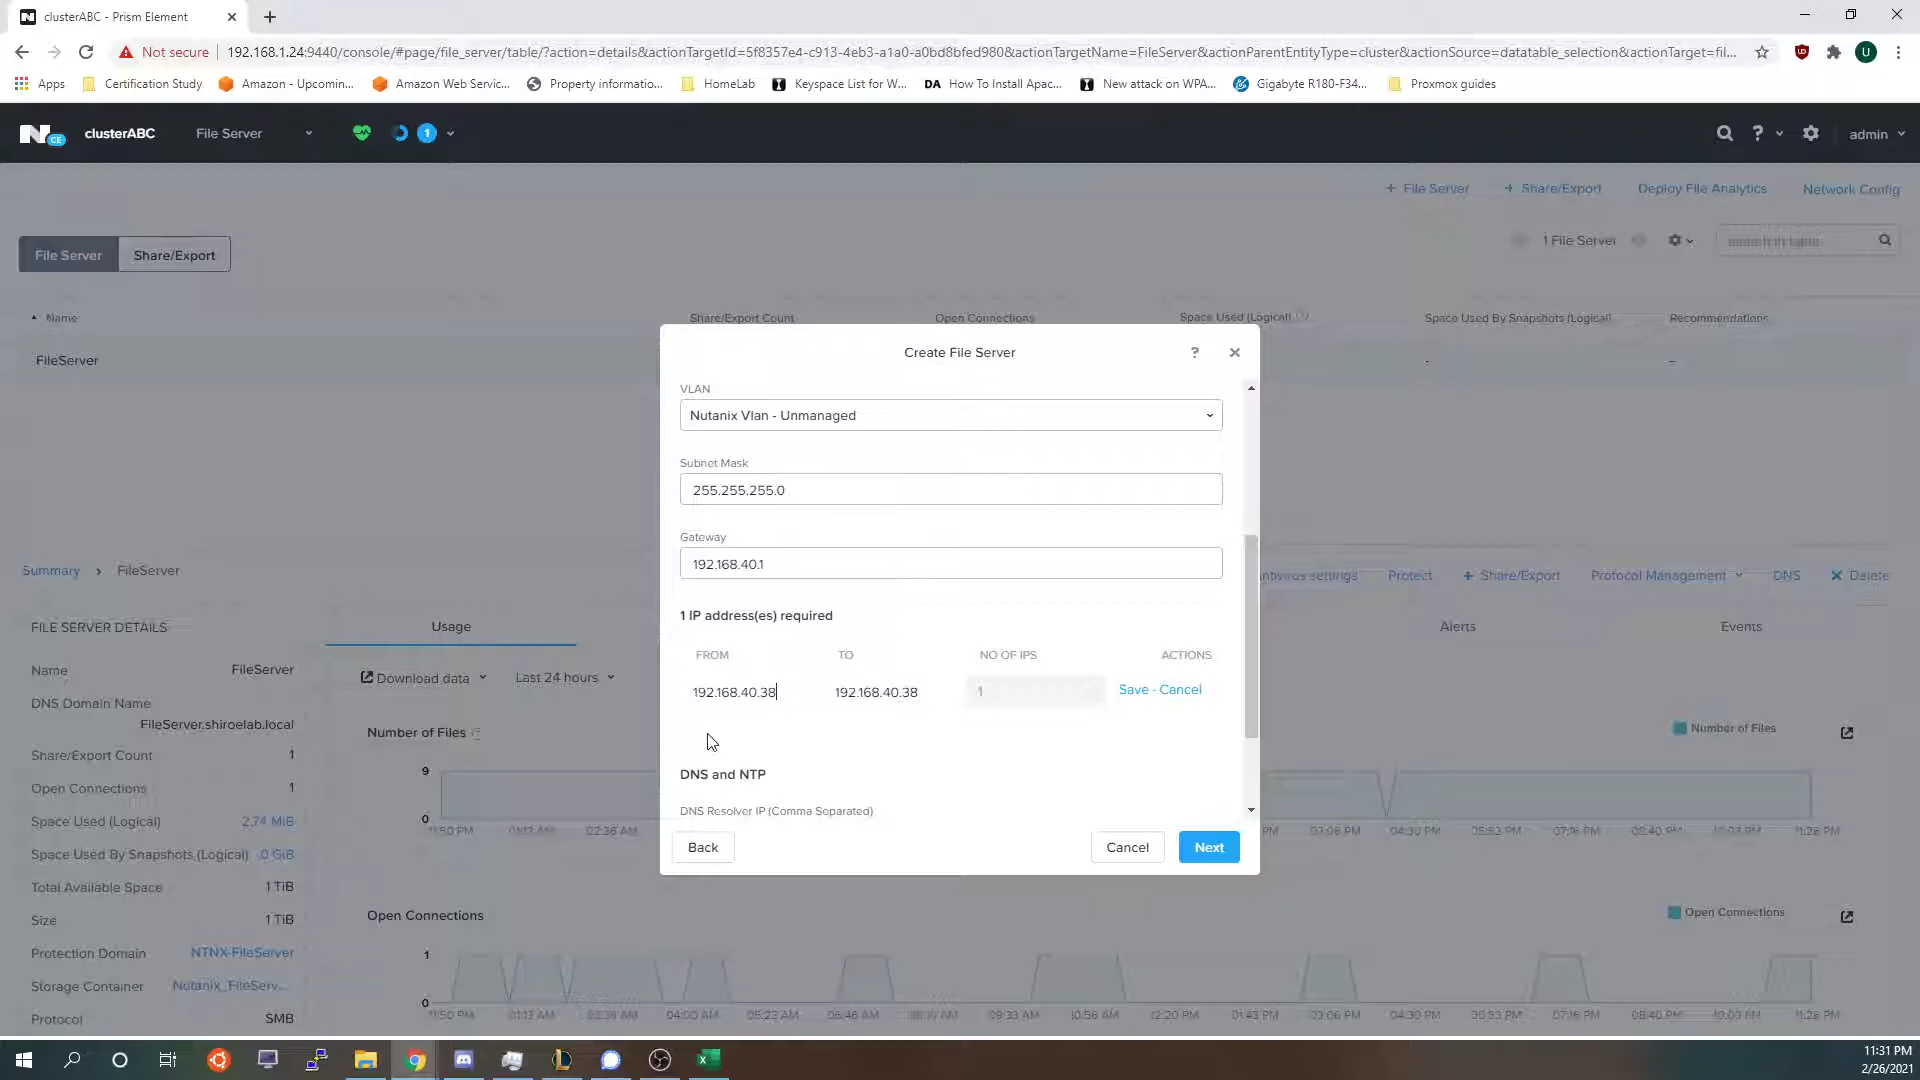 clusterABC - Prism Element
Not secure 192.168.1.24:9440/console/#page/file_server/table/?action=details&actionTargetId=5f8357e4-c913-4eb3-a1a0-a0bd8bfed980&actionTargetName=FileServer&actionParentEntityType=cluster&actionSource=datatable_selection&actionTarget=fil...
U
Apps Certification Study Amazon - Upcomin... Amazon Web Servic... Property informatio... HomeLab Keyspace List for W... DA How To Install Apac... New attack on WPA... Gigabyte R180-F34... Proxmox guides
N CE clusterABC File Server 1 ? admin
+ File Server + Share/Export Deploy File Analytics Network Config
File Server Share/Export 1 File Server search in table
Name Share/Export Count Open Connections Space Used (Logical) Space Used By Snapshots (Logical) Recommendations
FileServer - -
Create File Server ? ×
VLAN
Nutanix Vlan - Unmanaged
Subnet Mask
255.255.255.0
Gateway
192.168.40.1
1 IP address(es) required
FROM TO NO OF IPS ACTIONS
192.168.40.38 192.168.40.38 1 Save · Cancel
DNS and NTP
DNS Resolver IP (Comma Separated)
Back Cancel Next
Summary > FileServer Protect + Share/Export Protocol Management DNS × Delete
FILE SERVER DETAILS Usage Alerts Events
Name FileServer
DNS Domain Name
FileServer.shiroelab.local
Share/Export Count 1
Open Connections 1
Space Used (Logical) 2.74 MiB
Space Used By Snapshots (Logical) 0 GiB
Total Available Space 1 TiB
Size 1 TiB
Protection Domain NTNX-FileServer
Storage Container Nutanix_FileServ...
Protocol SMB
Download data Last 24 hours
Number of Files Number of Files
9
0
11:50 PM 01:13 AM 02:36 AM PM 03:06 PM 04:30 PM 05:53 PM 07:16 PM 08:40 PM 10:03 PM 11:26 PM
Open Connections Open Connections
1
0
11:50 PM 01:13 AM 02:36 AM 04:00 AM 05:23 AM 06:46 AM 08:10 AM 09:33 AM 10:56 AM 12:20 PM 01:43 PM 03:06 PM 04:30 PM 05:53 PM 07:16 PM 08:40 PM 10:03 PM 11:26 PM
11:31 PM
2/26/2021